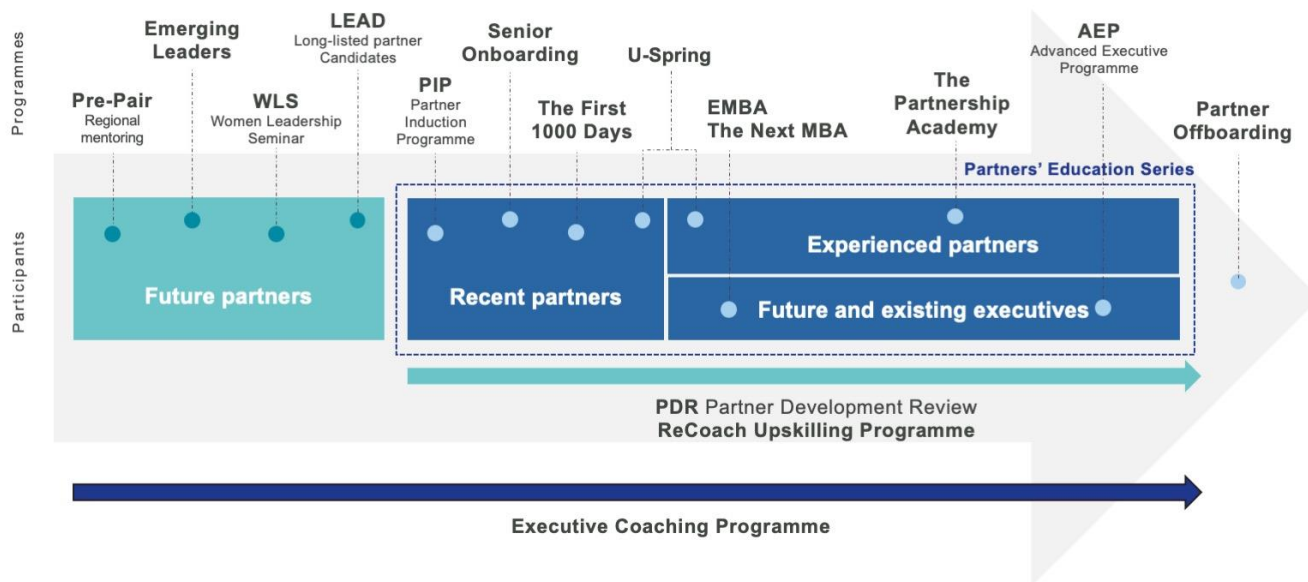 Programmes
Pre-Pair
Regional
mentoring
Emerging
Leaders
WLS
Women Leadership
Seminar
LEAD
Long-listed partner
Candidates
PIP
Partner
Induction
Programme
Senior
Onboarding
The First
1000 Days
U-Spring
EMBA
The Next MBA
The
Partnership
Academy
AEP
Advanced Executive
Programme
Partner
Offboarding
Partners’ Education Series
Participants
Future partners
Recent partners
Experienced partners
Future and existing executives
PDR Partner Development Review
ReCoach Upskilling Programme
Executive Coaching Programme